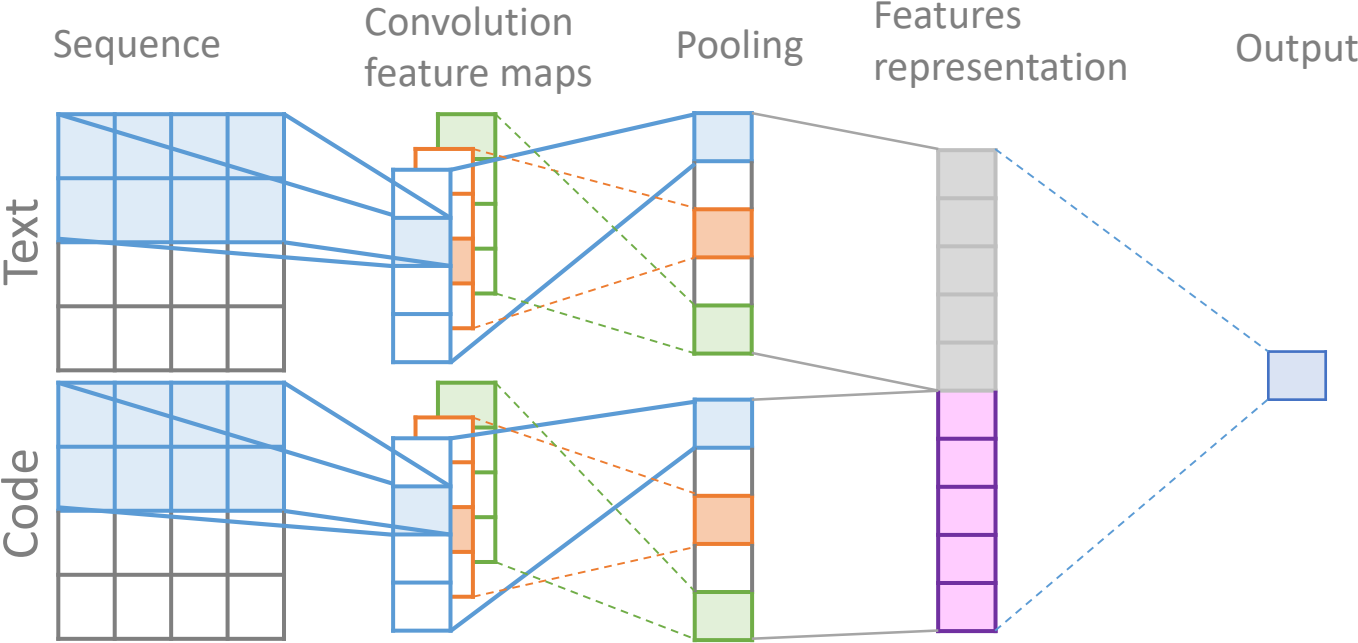 Sequence
Convolution
feature maps
Pooling
Features
representation
Output
Text
Code